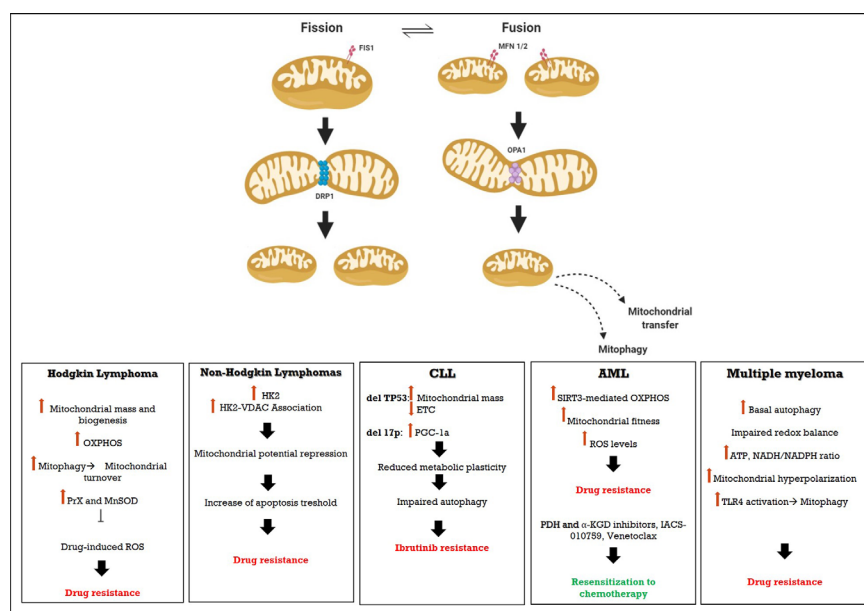 Fission
Fusion
FIS1
MFN 1/2
DRP1
OPA1
Mitochondrial
transfer
Mitophagy
Hodgkin Lymphoma
Mitochondrial mass and
biogenesis
OXPHOS
Mitophagy→ Mitochondrial
turnover
PrX and MnSOD
Drug-induced ROS
Drug resistance
Non-Hodgkin Lymphomas
HK2
HK2-VDAC Association
Mitochondrial potential repression
Increase of apoptosis treshold
Drug resistance
CLL
del TP53: Mitochondrial mass
ETC
del 17p: PGC-1a
Reduced metabolic plasticity
Impaired autophagy
Ibrutinib resistance
AML
SIRT3-mediated OXPHOS
Mitochondrial fitness
ROS levels
Drug resistance
PDH and α-KGD inhibitors, IACS-
010759, Venetoclax
Resensitization to
chemotherapy
Multiple myeloma
Basal autophagy
Impaired redox balance
ATP, NADH/NADPH ratio
Mitochondrial hyperpolarization
TLR4 activation→ Mitophagy
Drug resistance